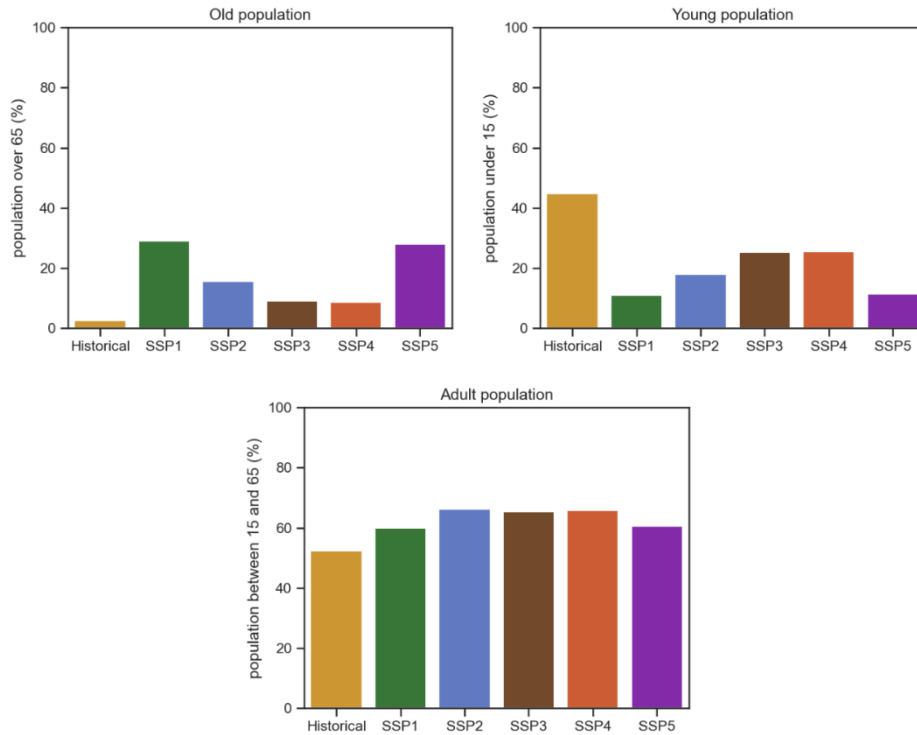 Old population
population over 65 (%)
100
80
60
40
20
0
Historical SSP1 SSP2 SSP3 SSP4 SSP5
Young population
population under 15 (%)
100
80
60
40
20
0
Historical SSP1 SSP2 SSP3 SSP4 SSP5
Adult population
population between 15 and 65 (%)
100
80
60
40
20
0
Historical SSP1 SSP2 SSP3 SSP4 SSP5